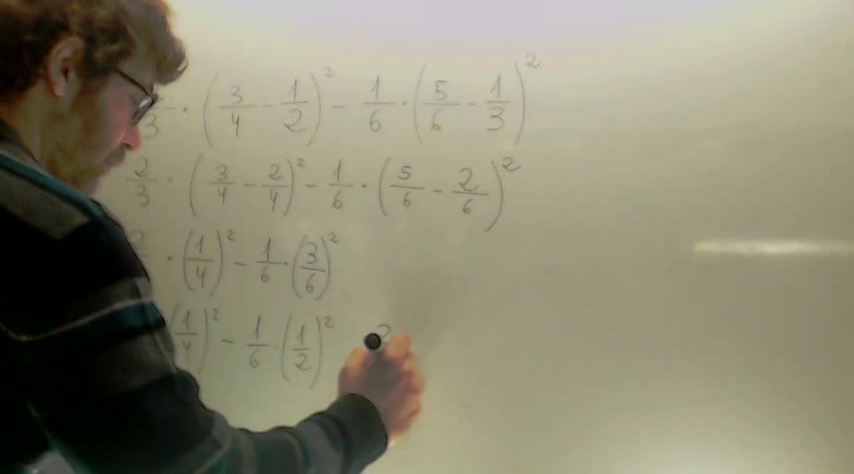 /3 · (3/4 - 1/2)² - 1/6 · (5/6 - 1/3)²
2/3 · (3/4 - 2/4)² - 1/6 · (5/6 - 2/6)²
2 · (1/4)² - 1/6 · (3/6)²
(1/4)² - 1/6 (1/2)²